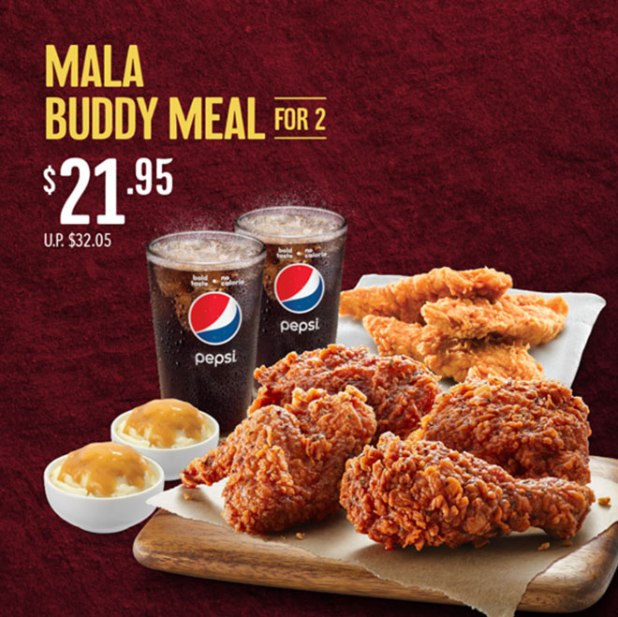 MALA
BUDDY MEAL FOR 2
$21.95
U.P. $32.05
bold taste no calorie
pepsi
bold taste no calorie
pepsi